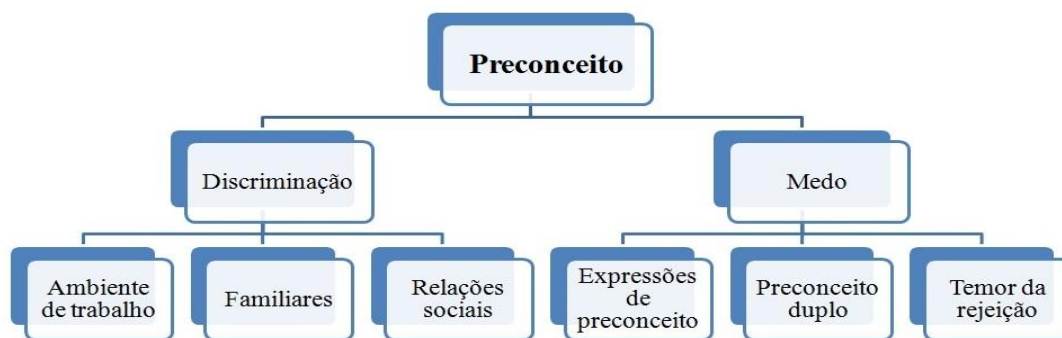 Preconceito
Discriminação
Medo
Ambiente
de trabalho
Familiares
Relações
sociais
Expressões
de
preconceito
Preconceito
duplo
Temor da
rejeição